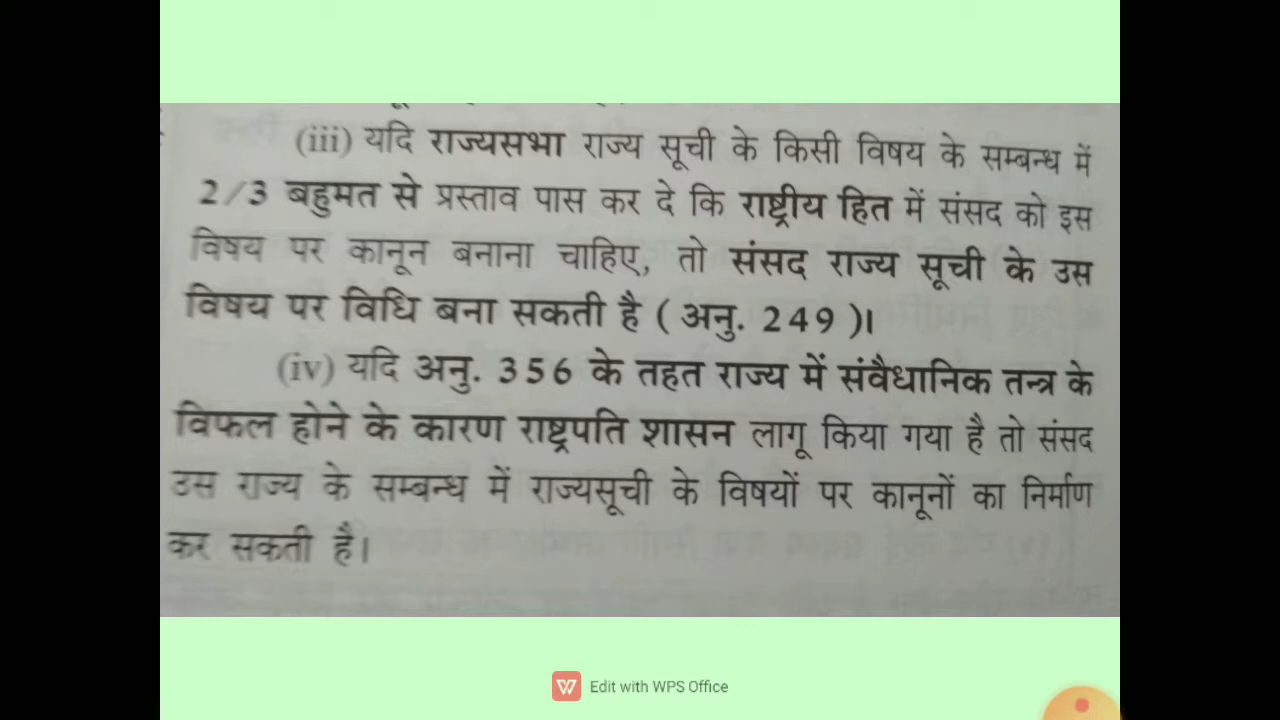 (iii) यदि राज्यसभा राज्य सूची के किसी विषय के सम्बन्ध में
2/3 बहुमत से प्रस्ताव पास कर दे कि राष्ट्रीय हित में संसद को इस
विषय पर कानून बनाना चाहिए, तो संसद राज्य सूची के उस
विषय पर विधि बना सकती है ( अनु. 249 )।
(iv) यदि अनु. 356 के तहत राज्य में संवैधानिक तन्त्र के
विफल होने के कारण राष्ट्रपति शासन लागू किया गया है तो संसद
उस राज्य के सम्बन्ध में राज्यसूची के विषयों पर कानूनों का निर्माण
कर सकती है।
Edit with WPS Office